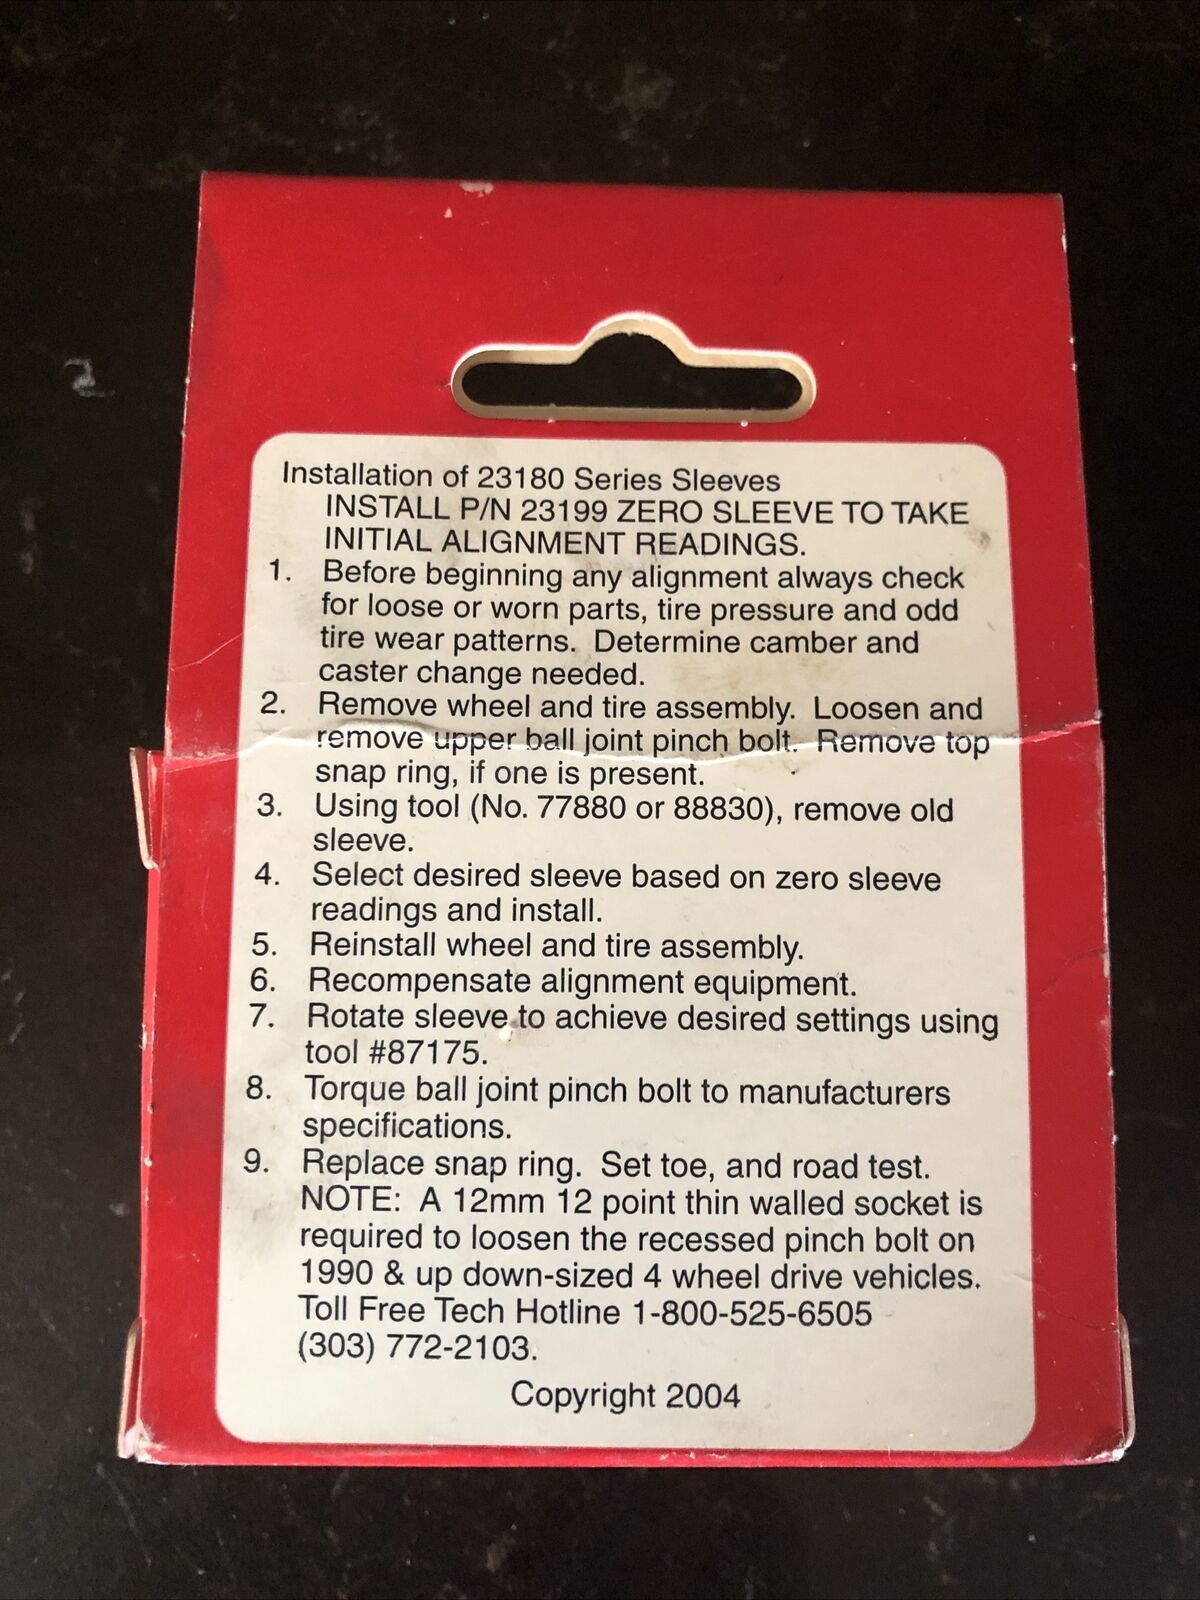 Installation of 23180 Series Sleeves
INSTALL P/N 23199 ZERO SLEEVE TO TAKE
INITIAL ALIGNMENT READINGS.
1. Before beginning any alignment always check
for loose or worn parts, tire pressure and odd
tire wear patterns. Determine camber and
caster change needed.
2. Remove wheel and tire assembly. Loosen and
remove upper ball joint pinch bolt. Remove top
snap ring, if one is present.
3. Using tool (No. 77880 or 88830), remove old
sleeve.
4. Select desired sleeve based on zero sleeve
readings and install.
5. Reinstall wheel and tire assembly.
6. Recompensate alignment equipment.
7. Rotate sleeve to achieve desired settings using
tool #87175.
8. Torque ball joint pinch bolt to manufacturers
specifications.
9. Replace snap ring. Set toe, and road test.
NOTE: A 12mm 12 point thin walled socket is
required to loosen the recessed pinch bolt on
1990 & up down-sized 4 wheel drive vehicles.
Toll Free Tech Hotline 1-800-525-6505
(303) 772-2103.
Copyright 2004